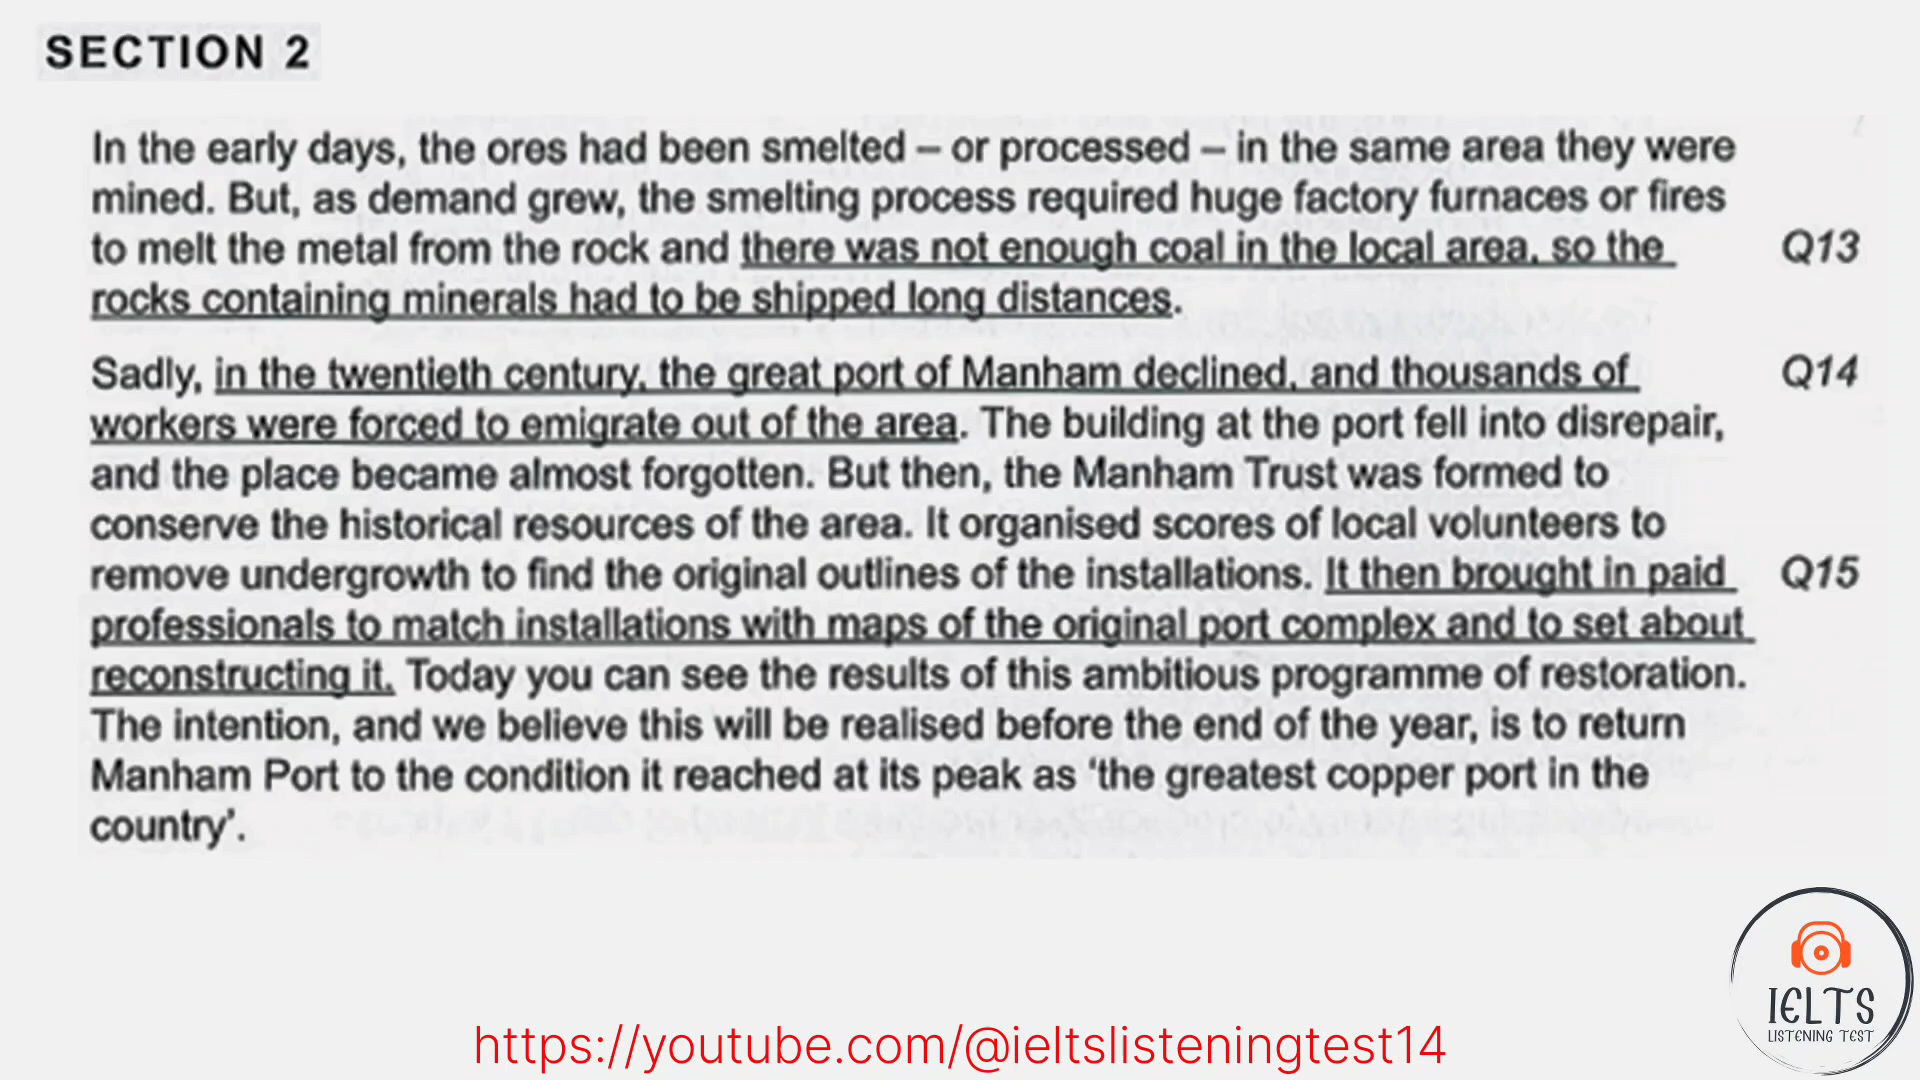 SECTION 2
In the early days, the ores had been smelted – or processed – in the same area they were
mined. But, as demand grew, the smelting process required huge factory furnaces or fires
to melt the metal from the rock and there was not enough coal in the local area, so the
Q13
rocks containing minerals had to be shipped long distances.
Sadly, in the twentieth century, the great port of Manham declined, and thousands of
Q14
workers were forced to emigrate out of the area. The building at the port fell into disrepair,
and the place became almost forgotten. But then, the Manham Trust was formed to
conserve the historical resources of the area. It organised scores of local volunteers to
remove undergrowth to find the original outlines of the installations. It then brought in paid
Q15
professionals to match installations with maps of the original port complex and to set about
reconstructing it. Today you can see the results of this ambitious programme of restoration.
The intention, and we believe this will be realised before the end of the year, is to return
Manham Port to the condition it reached at its peak as ‘the greatest copper port in the
country’.
IELTS
LISTENING TEST
https://youtube.com/@ieltslisteningtest14